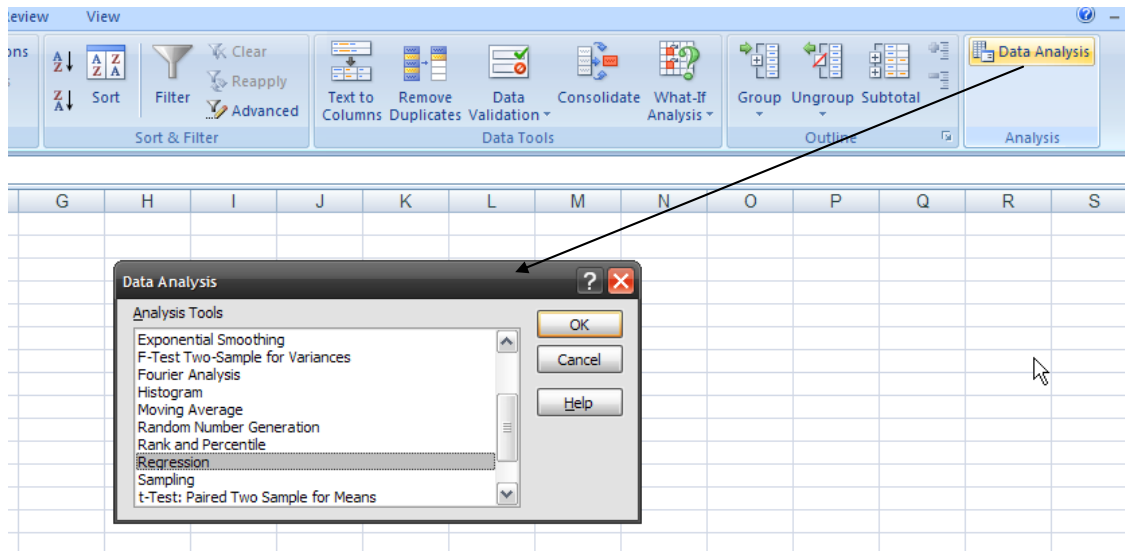 Review View
ons Clear
Reapply
Advanced
Sort Filter
Text to Columns
Remove Duplicates
Data Validation
Consolidate
What-If Analysis
Group Ungroup Subtotal
Data Analysis
Sort & Filter Data Tools Outline Analysis
G H I J K L M N O P Q R S
Data Analysis
Analysis Tools
Exponential Smoothing
F-Test Two-Sample for Variances
Fourier Analysis
Histogram
Moving Average
Random Number Generation
Rank and Percentile
Regression
Sampling
t-Test: Paired Two Sample for Means
OK
Cancel
Help